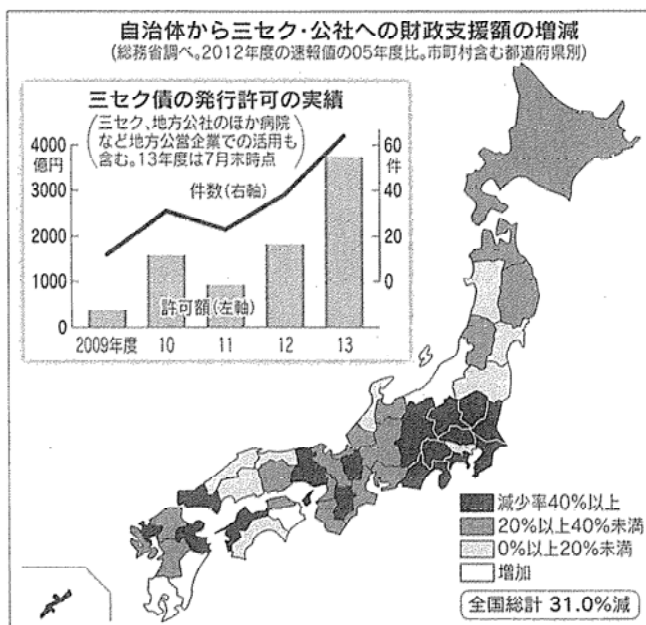 自治体から三セク・公社への財政支援額の増減
(総務省調べ。2012年度の速報値の05年度比。市町村含む都道府県別)
三セク債の発行許可の実績
(三セク、地方公社のほか病院
など地方公営企業での活用も
含む。13年度は7月末時点)
4000
億円
3000
2000
1000
0
60
件
40
20
0
件数(右軸)
許可額(左軸)
2009年度
10
11
12
13
減少率40%以上
20%以上40%未満
0%以上20%未満
増加
全国総計 31.0%減